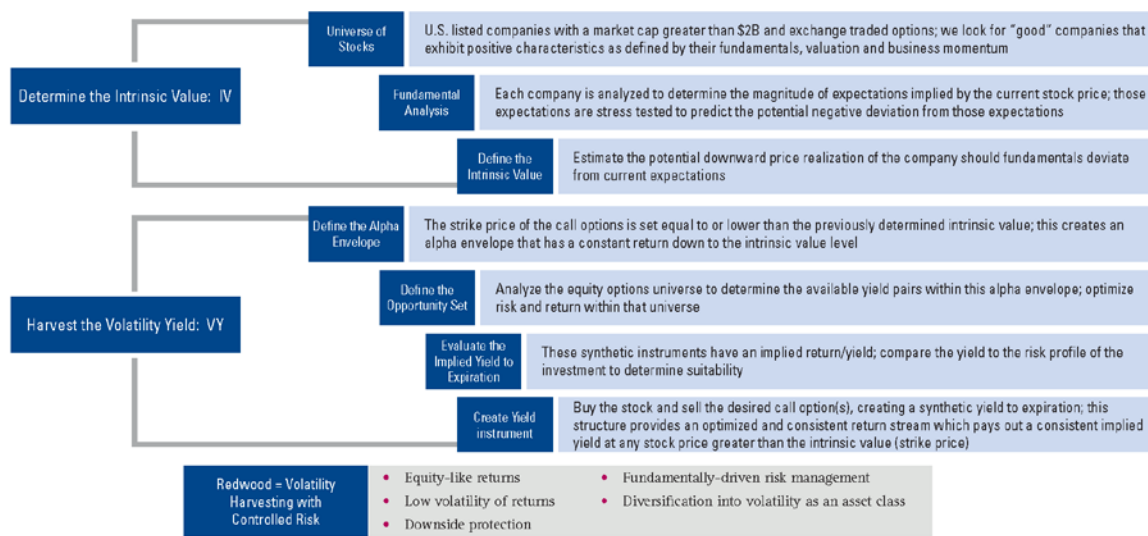 Universe of
Stocks
U.S. listed companies with a market cap greater than $2B and exchange traded options; we look for "good" companies that
exhibit positive characteristics as defined by their fundamentals, valuation and business momentum
Determine the Intrinsic Value: IV
Fundamental
Analysis
Each company is analyzed to determine the magnitude of expectations implied by the current stock price; those
expectations are stress tested to predict the potential negative deviation from those expectations
Define the
Intrinsic Value
Estimate the potential downward price realization of the company should fundamentals deviate
from current expectations
Define the Alpha
Envelope
The strike price of the call options is set equal to or lower than the previously determined intrinsic value; this creates an
alpha envelope that has a constant return down to the intrinsic value level
Define the
Opportunity Set
Analyze the equity options universe to determine the available yield pairs within this alpha envelope; optimize
risk and return within that universe
Harvest the Volatility Yield: VY
Evaluate the
Implied Yield to
Expiration
These synthetic instruments have an implied return/yield; compare the yield to the risk profile of the
investment to determine suitability
Create Yield
instrument
Buy the stock and sell the desired call option(s), creating a synthetic yield to expiration; this
structure provides an optimized and consistent return stream which pays out a consistent implied
yield at any stock price greater than the intrinsic value (strike price)
Redwood = Volatility
Harvesting with
Controlled Risk
• Equity-like returns
• Low volatility of returns
• Downside protection
• Fundamentally-driven risk management
• Diversification into volatility as an asset class